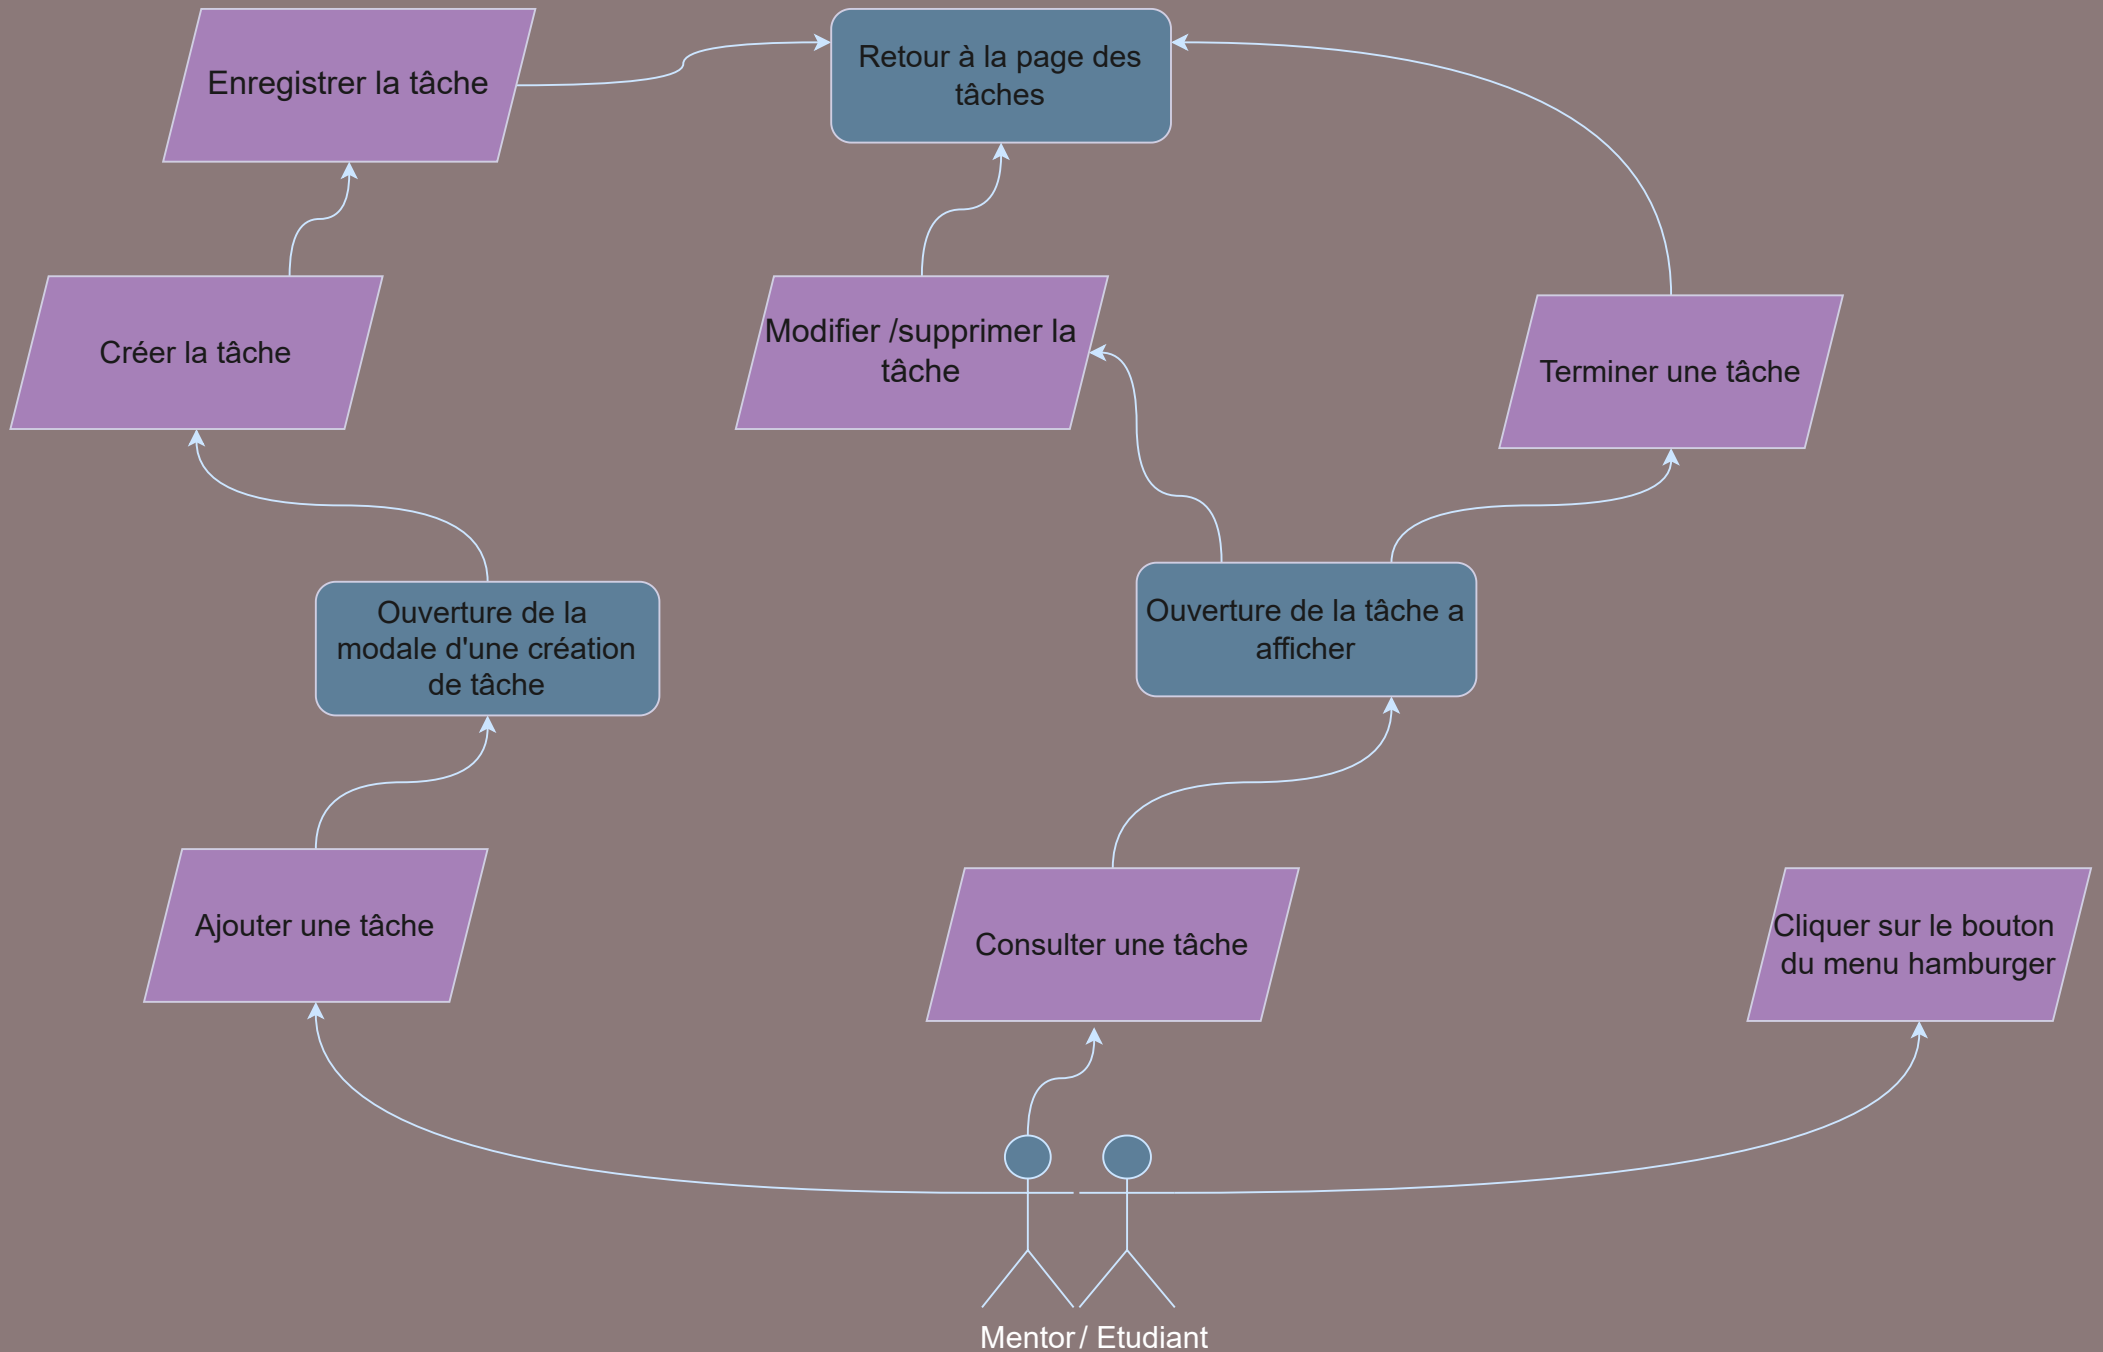 Enregistrer la tâche
Retour à la page des
tâches
Créer la tâche
Modifier /supprimer la
tâche
Terminer une tâche
Ouverture de la
modale d'une création
de tâche
Ouverture de la tâche a
afficher
Ajouter une tâche
Consulter une tâche
Cliquer sur le bouton
du menu hamburger
Mentor / Etudiant